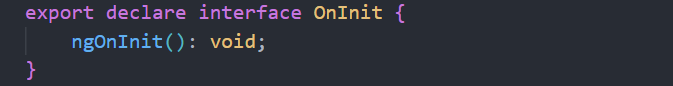 export declare interface OnInit {
    ngOnInit(): void;
}